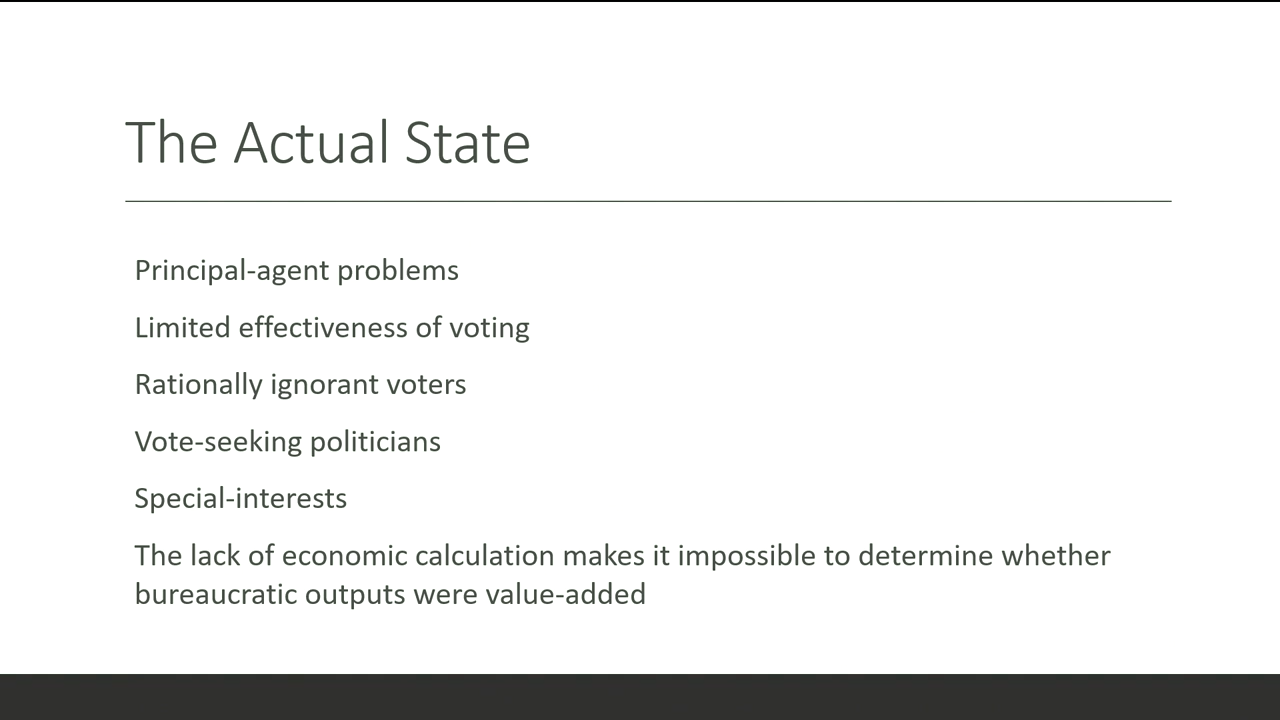 The Actual State
Principal-agent problems
Limited effectiveness of voting
Rationally ignorant voters
Vote-seeking politicians
Special-interests
The lack of economic calculation makes it impossible to determine whether
bureaucratic outputs were value-added